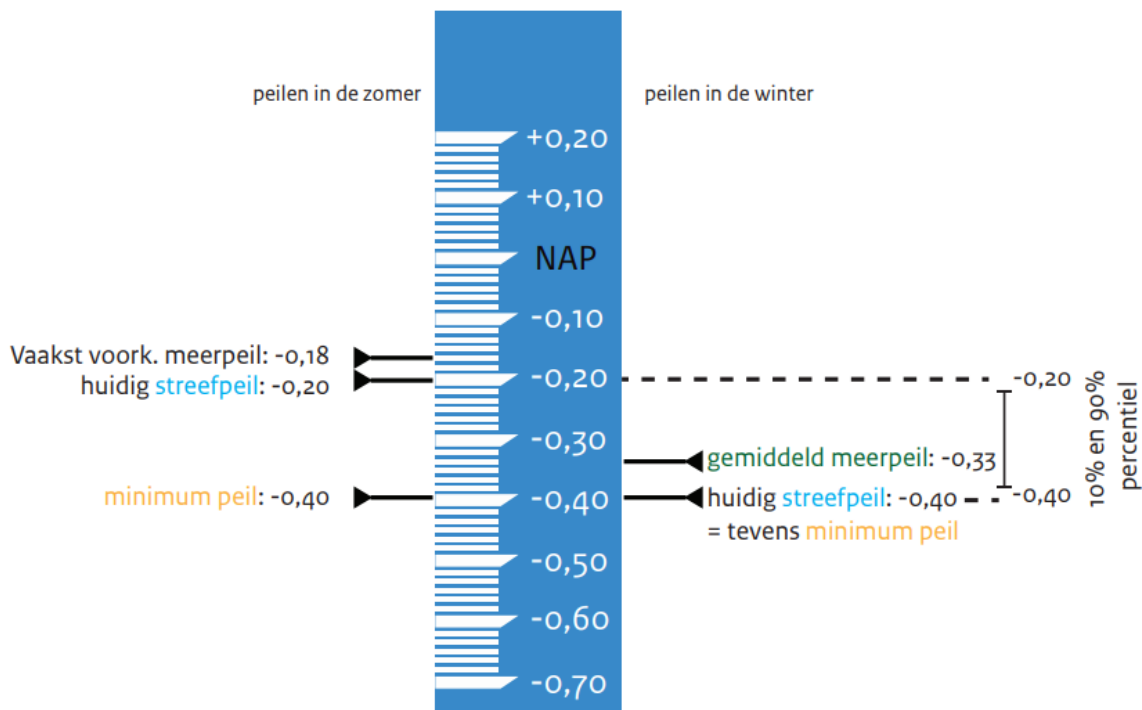 peilen in de zomer
peilen in de winter
+0,20
+0,10
NAP
-0,10
-0,20
-0,30
-0,40
-0,50
-0,60
-0,70
Vaakst voork. meerpeil: -0,18
huidig streefpeil: -0,20
minimum peil: -0,40
-0,20
gemiddeld meerpeil: -0,33
huidig streefpeil: -0,40
= tevens minimum peil
-0,40
10% en 90%
percentiel